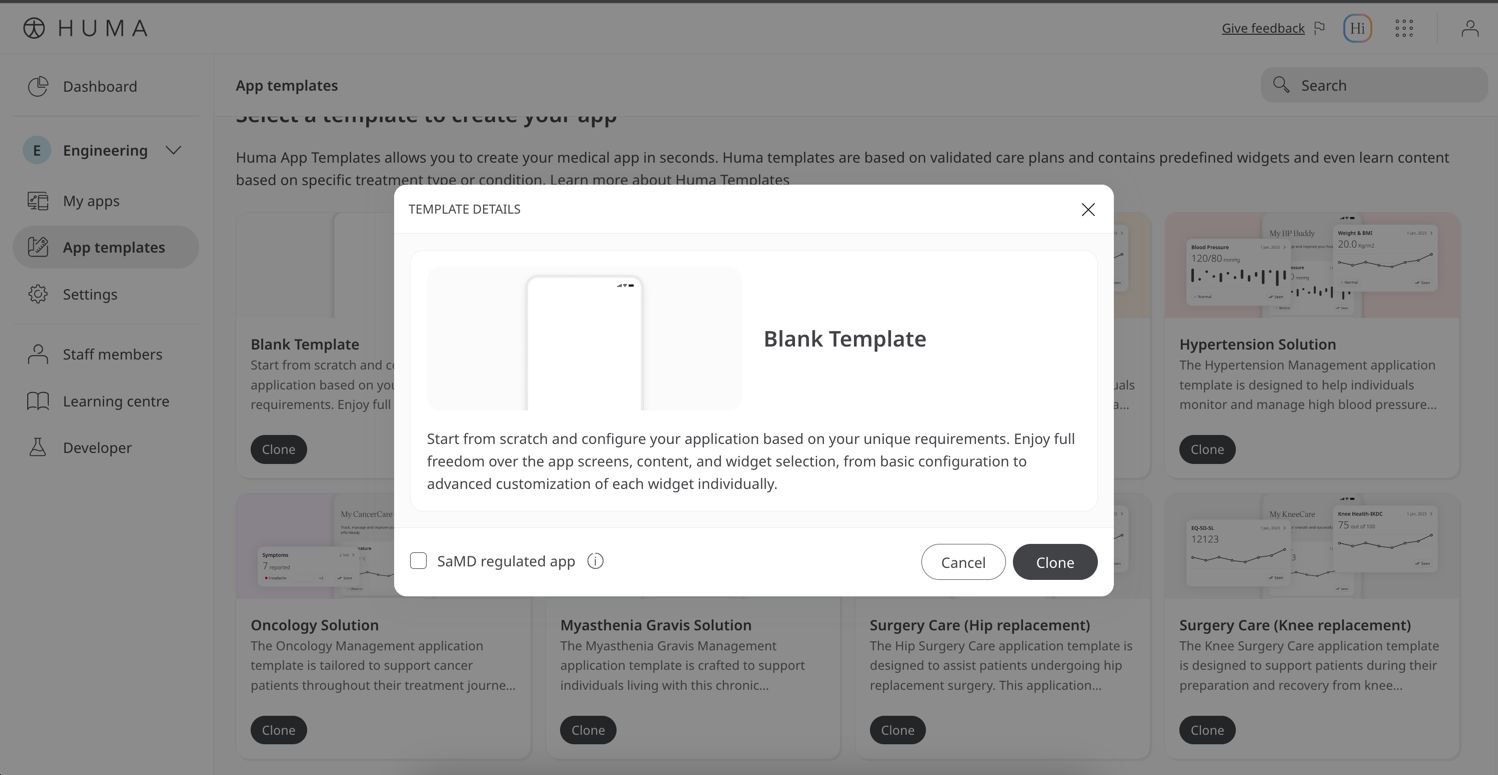 HUMA
Give feedback
Hi
Dashboard
App templates
Search
E
Engineering
My apps
App templates
Settings
Staff members
Learning centre
Developer
Select a template to create your app
Huma App Templates allows you to create your medical app in seconds. Huma templates are based on validated care plans and contains predefined widgets and even learn content
based on specific treatment type or condition. Learn more about Huma Templates
TEMPLATE DETAILS
Blank Template
Start from scratch and configure your application based on your unique requirements. Enjoy full
freedom over the app screens, content, and widget selection, from basic configuration to
advanced customization of each widget individually.
SaMD regulated app
Cancel
Clone
Blank Template
Start from scratch and
application based on
requirements. Enjoy full
Clone
My BP Buddy
Blood Pressure
120/80 mmHg
Normal
Seen
Weight & BMI
20.0 Kg/m2
Seen
Hypertension Solution
The Hypertension Management application
template is designed to help individuals
monitor and manage high blood pressure...
Clone
My CancerCare
Symptoms
7 reported
Seen
Oncology Solution
The Oncology Management application
template is tailored to support cancer
patients throughout their treatment journe...
Clone
Myasthenia Gravis Solution
The Myasthenia Gravis Management
application template is crafted to support
individuals living with this chronic...
Clone
Surgery Care (Hip replacement)
The Hip Surgery Care application template is
designed to assist patients undergoing hip
replacement surgery. This application...
Clone
My KneeCare
EQ-5D-5L
12123
Seen
Knee Health-IKDC
75 out of 100
Seen
Surgery Care (Knee replacement)
The Knee Surgery Care application template
is designed to support patients during their
preparation and recovery from knee...
Clone